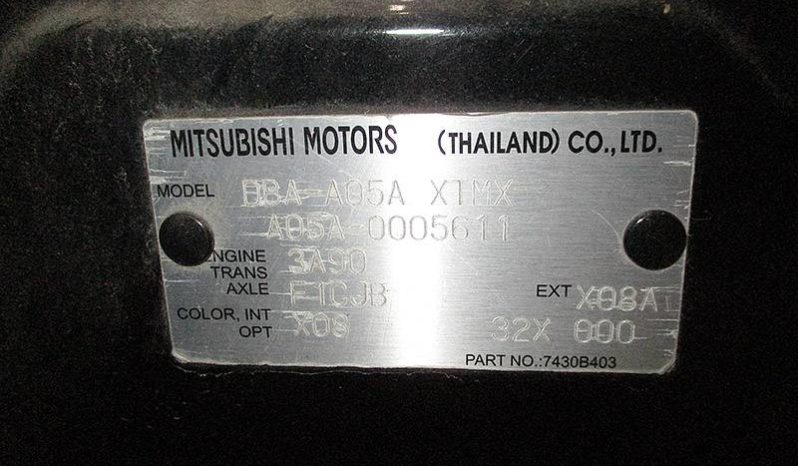 MITSUBISHI MOTORS (THAILAND) CO., LTD.
MODEL DBA-A05A XTMX
A05A-0005611
ENGINE 3A90
TRANS
AXLE F1CJB EXT X08A
COLOR, INT X08 32X 000
OPT
PART NO.:7430B403